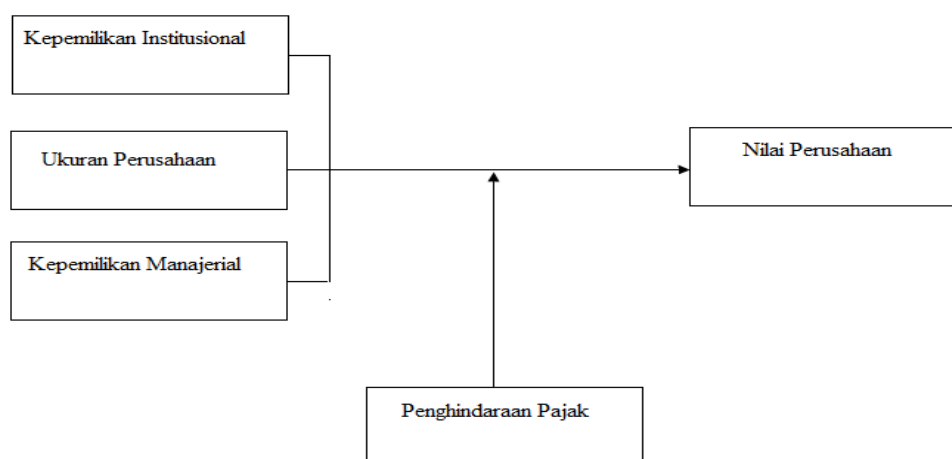 Kepemilikan Institusional
Ukuran Perusahaan
Nilai Perusahaan
Kepemilikan Manajerial
Penghindaraan Pajak